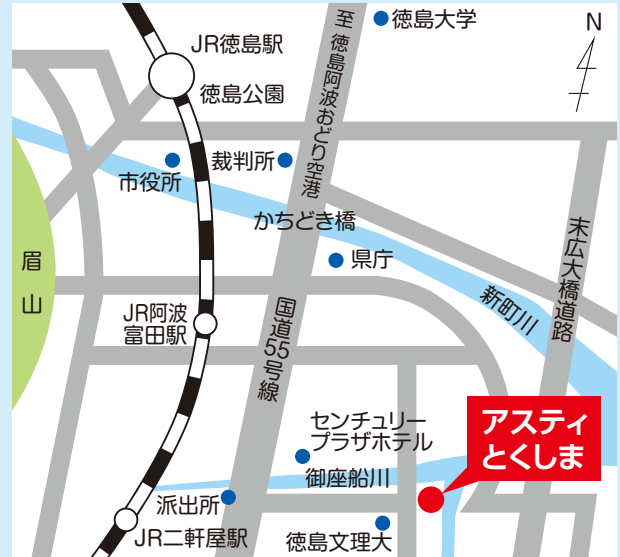 徳島大学
N
至 徳島阿波おどり空港
JR徳島駅
徳島公園
裁判所
市役所
かちどき橋
県庁
眉山
末広大橋道路
新町川
JR阿波
富田駅
国道55号線
センチュリー
プラザホテル
アスティ
とくしま
御座船川
派出所
JR二軒屋駅
徳島文理大